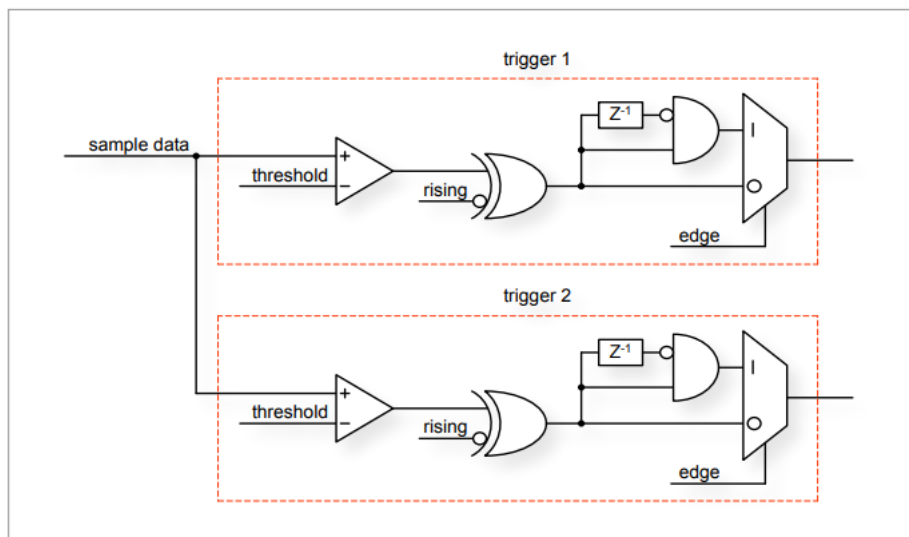 trigger 1
Z⁻¹
sample data
+
I
threshold
−
rising
O
edge
trigger 2
Z⁻¹
+
I
threshold
−
rising
O
edge